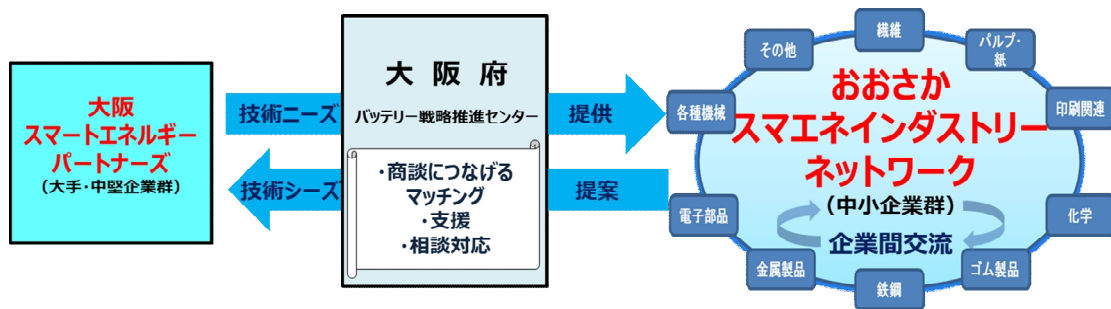 大阪
スマートエネルギー
パートナーズ
(大手・中堅企業群)
技術ニーズ
技術シーズ
大 阪 府
バッテリー戦略推進センター
・商談につなげる
マッチング
・支援
・相談対応
提供
提案
おおさか
スマエネインダストリー
ネットワーク
(中小企業群)
企業間交流
繊維
パルプ・
紙
印刷関連
化学
ゴム製品
鉄鋼
金属製品
電子部品
各種機械
その他